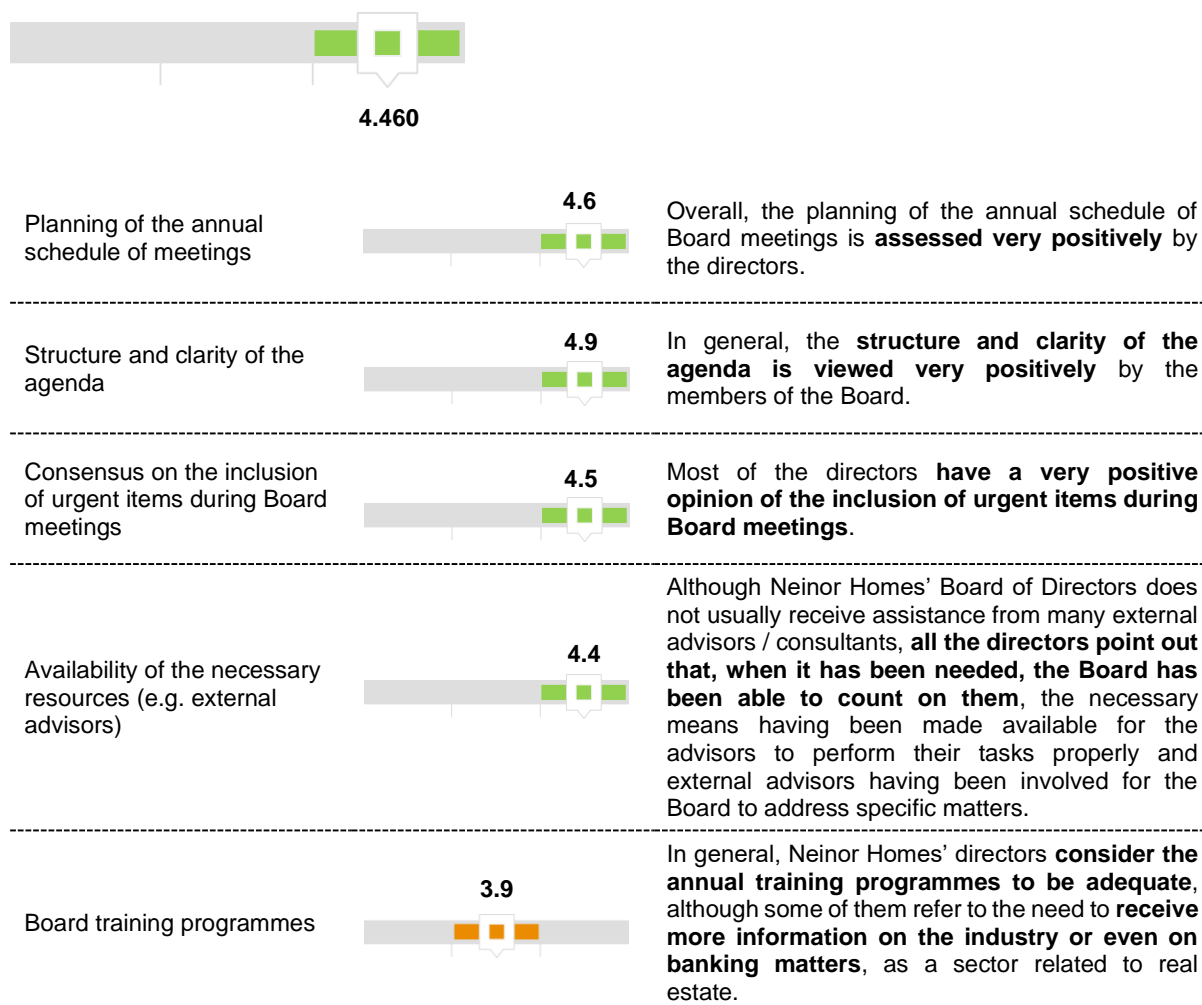 4.460
Planning of the annual
schedule of meetings
4.6
Overall, the planning of the annual schedule of
Board meetings is assessed very positively by
the directors.
Structure and clarity of the
agenda
4.9
In general, the structure and clarity of the
agenda is viewed very positively by the
members of the Board.
Consensus on the inclusion
of urgent items during Board
meetings
4.5
Most of the directors have a very positive
opinion of the inclusion of urgent items during
Board meetings.
Availability of the necessary
resources (e.g. external
advisors)
4.4
Although Neinor Homes’ Board of Directors does
not usually receive assistance from many external
advisors / consultants, all the directors point out
that, when it has been needed, the Board has
been able to count on them, the necessary
means having been made available for the
advisors to perform their tasks properly and
external advisors having been involved for the
Board to address specific matters.
Board training programmes
3.9
In general, Neinor Homes’ directors consider the
annual training programmes to be adequate,
although some of them refer to the need to receive
more information on the industry or even on
banking matters, as a sector related to real
estate.